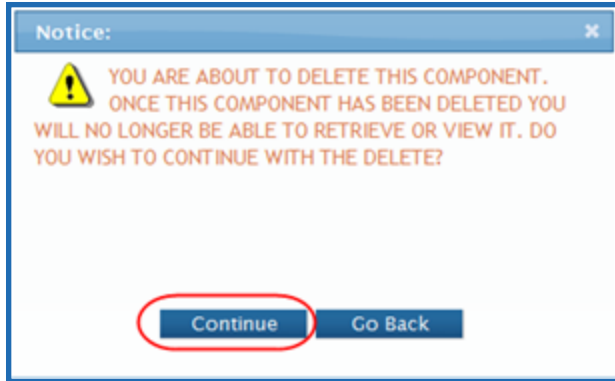 Notice:
YOU ARE ABOUT TO DELETE THIS COMPONENT.
ONCE THIS COMPONENT HAS BEEN DELETED YOU
WILL NO LONGER BE ABLE TO RETRIEVE OR VIEW IT. DO
YOU WISH TO CONTINUE WITH THE DELETE?
Continue Go Back